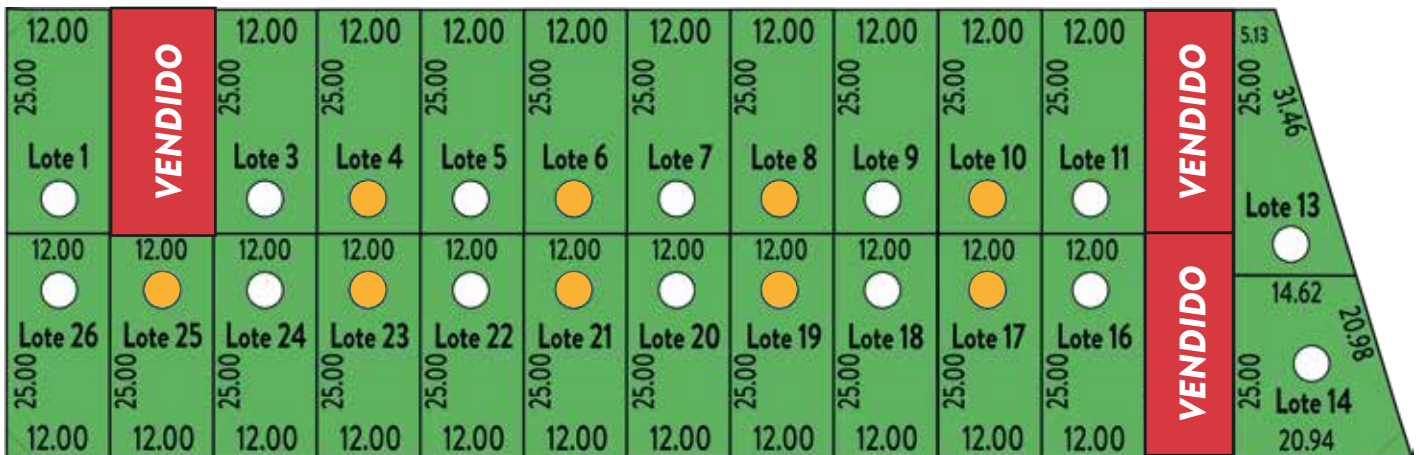 12.00 VENDIDO 12.00 12.00 12.00 12.00 12.00 12.00 12.00 12.00 12.00 VENDIDO 5.13
25.00 25.00 25.00 25.00 25.00 25.00 25.00 25.00 25.00 25.00 25.00 31.46
Lote 1 Lote 3 Lote 4 Lote 5 Lote 6 Lote 7 Lote 8 Lote 9 Lote 10 Lote 11 Lote 13
12.00 12.00 12.00 12.00 12.00 12.00 12.00 12.00 12.00 12.00 12.00 VENDIDO 14.62
Lote 26 Lote 25 Lote 24 Lote 23 Lote 22 Lote 21 Lote 20 Lote 19 Lote 18 Lote 17 Lote 16 20.98
25.00 25.00 25.00 25.00 25.00 25.00 25.00 25.00 25.00 25.00 25.00 25.00 Lote 14
12.00 12.00 12.00 12.00 12.00 12.00 12.00 12.00 12.00 12.00 12.00 20.94